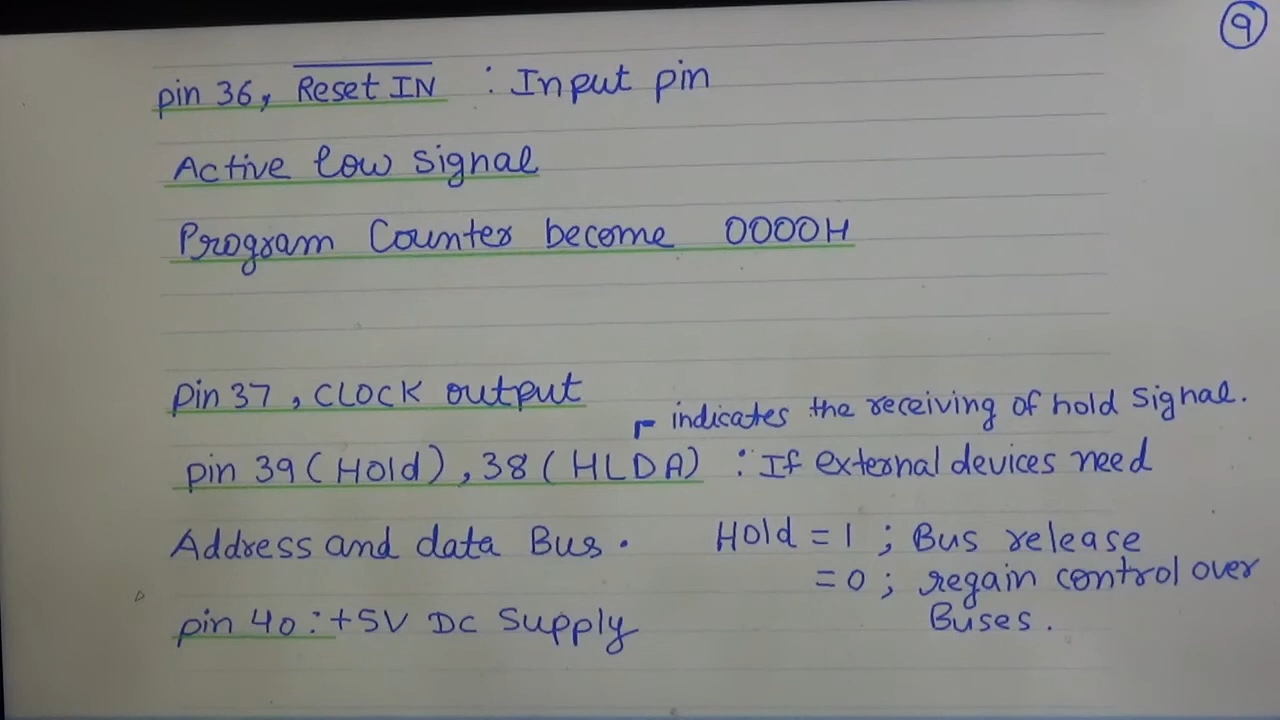 9
pin 36, Reset IN : Input pin
Active low signal
Program Counter become 0000H
Pin 37, CLOCK output
indicates the receiving of hold signal.
pin 39 (Hold), 38 (HLDA) : If external devices need
Address and data Bus. Hold = 1 ; Bus release
= 0 ; regain control over
Buses.
pin 40 : +5V DC Supply